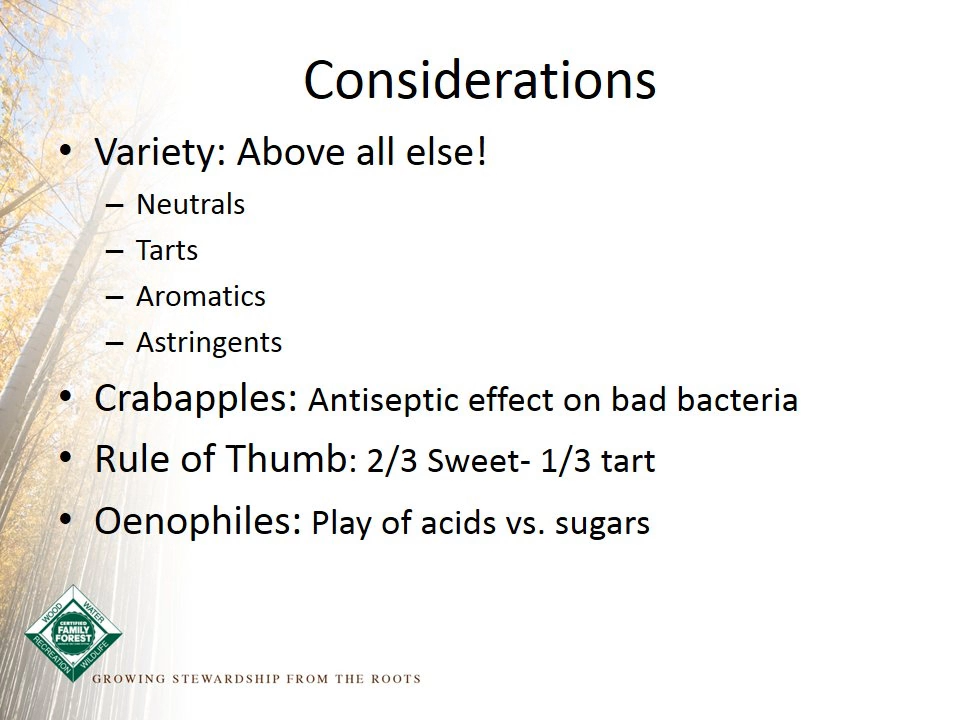 Considerations
• Variety: Above all else!
– Neutrals
– Tarts
– Aromatics
– Astringents
• Crabapples: Antiseptic effect on bad bacteria
• Rule of Thumb: 2/3 Sweet- 1/3 tart
• Oenophiles: Play of acids vs. sugars
WOOD
WATER
CERTIFIED
FAMILY
FOREST
RECREATION
WILDLIFE
GROWING STEWARDSHIP FROM THE ROOTS